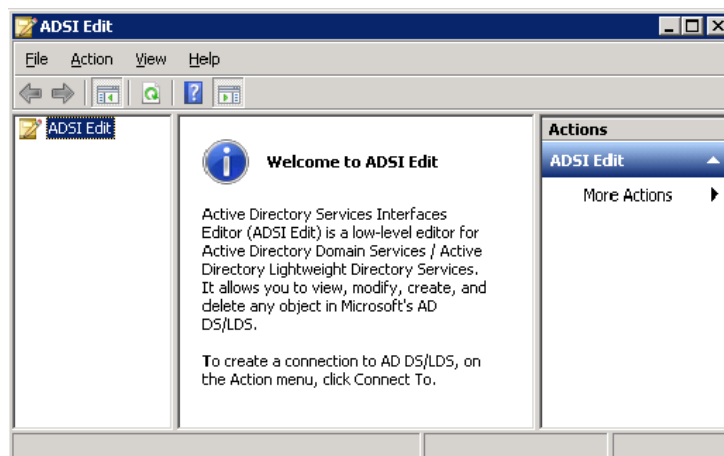 ADSI Edit
File Action View Help
ADSI Edit
Welcome to ADSI Edit
Active Directory Services Interfaces
Editor (ADSI Edit) is a low-level editor for
Active Directory Domain Services / Active
Directory Lightweight Directory Services.
It allows you to view, modify, create, and
delete any object in Microsoft's AD
DS/LDS.
To create a connection to AD DS/LDS, on
the Action menu, click Connect To.
Actions
ADSI Edit
More Actions